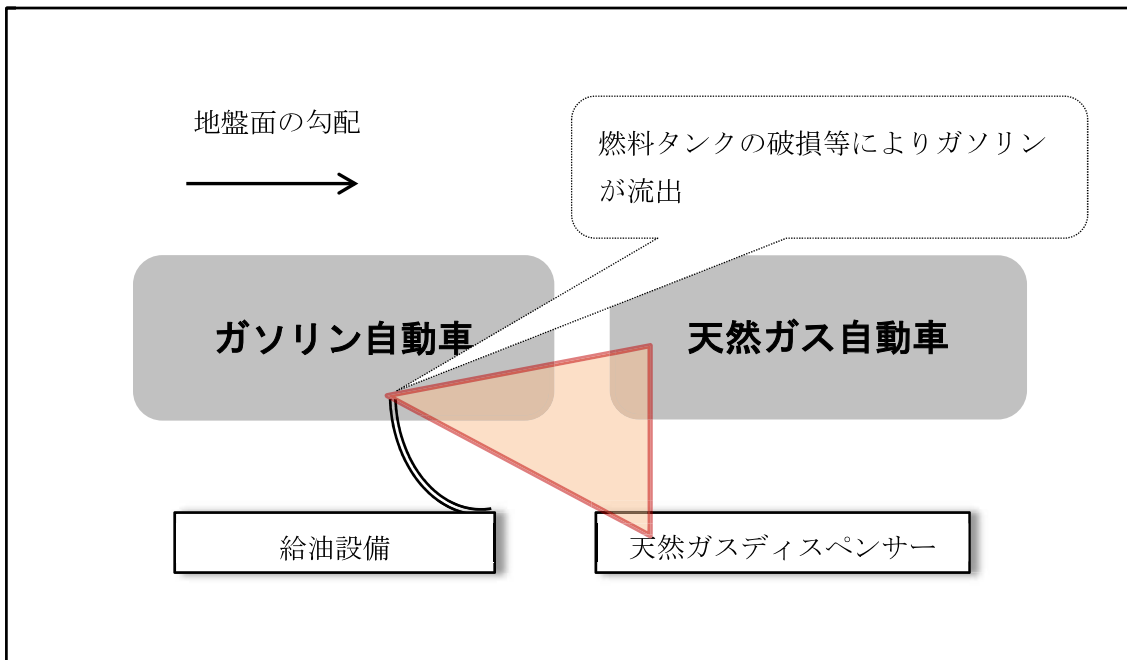 地盤面の勾配
燃料タンクの破損等によりガソリン
が流出
ガソリン自動車
天然ガス自動車
給油設備
天然ガスディスペンサー